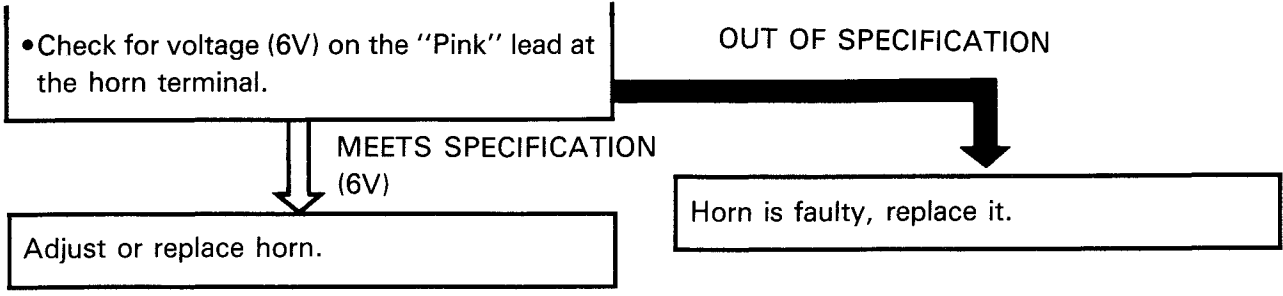 •Check for voltage (6V) on the "Pink" lead at
the horn terminal.
OUT OF SPECIFICATION
MEETS SPECIFICATION
(6V)
Horn is faulty, replace it.
Adjust or replace horn.